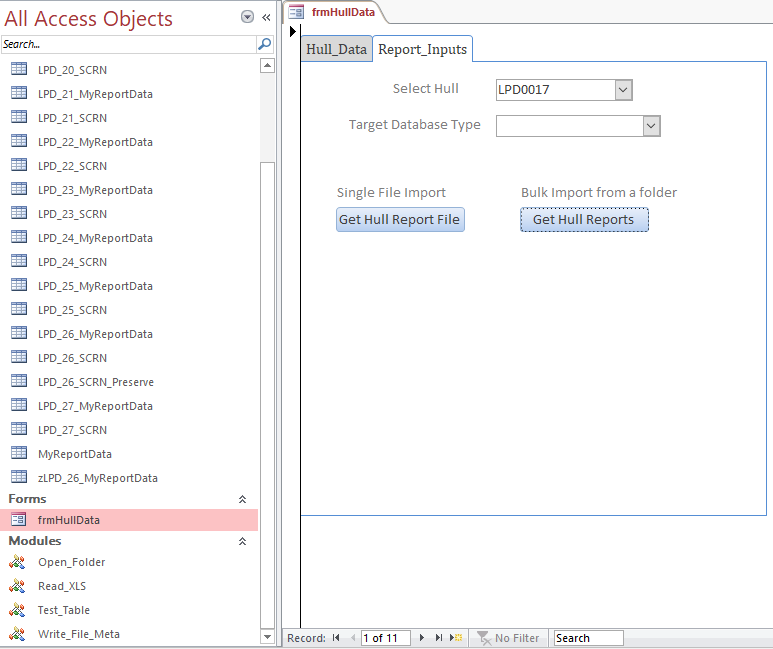 All Access Objects
Search...
LPD_20_SCRN
LPD_21_MyReportData
LPD_21_SCRN
LPD_22_MyReportData
LPD_22_SCRN
LPD_23_MyReportData
LPD_23_SCRN
LPD_24_MyReportData
LPD_24_SCRN
LPD_25_MyReportData
LPD_25_SCRN
LPD_26_MyReportData
LPD_26_SCRN
LPD_26_SCRN_Preserve
LPD_27_MyReportData
LPD_27_SCRN
MyReportData
zLPD_26_MyReportData
Forms
frmHullData
Modules
Open_Folder
Read_XLS
Test_Table
Write_File_Meta
frmHullData
Hull_Data Report_Inputs
Select Hull LPD0017
Target Database Type
Single File Import Bulk Import from a folder
Get Hull Report File Get Hull Reports
Record: 1 of 11 No Filter Search